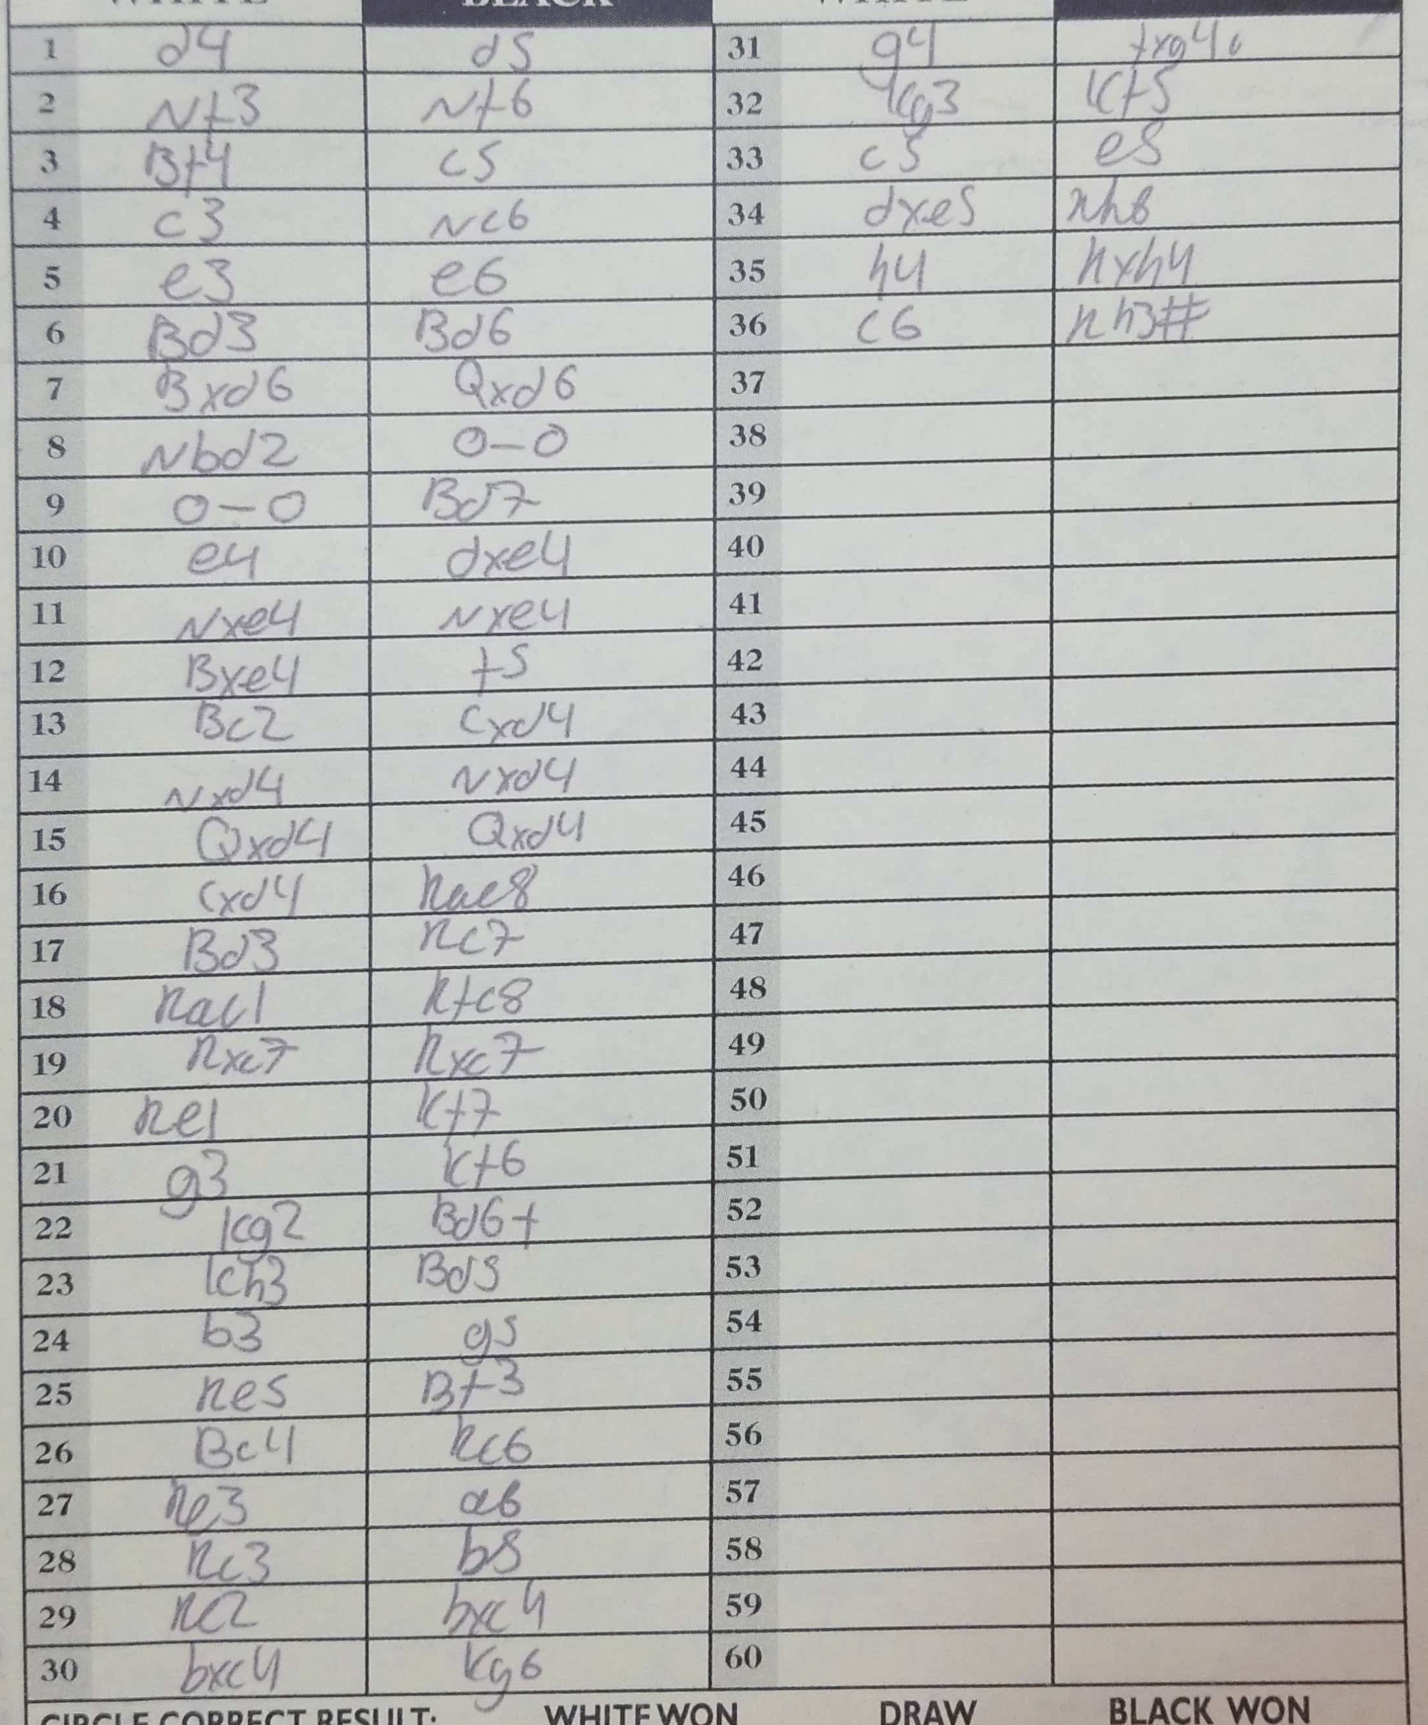 WHITE BLACK WHITE
1 d4 d5 31 g4 fxg4+
2 Nf3 Nf6 32 Kg3 Kf5
3 Bf4 c5 33 c5 e5
4 c3 Nc6 34 dxe5 Rh6
5 e3 e6 35 h4 Rxh4
6 Bd3 Bd6 36 c6 Rh3#
7 Bxd6 Qxd6 37
8 Nbd2 O-O 38
9 O-O Bd7 39
10 e4 dxe4 40
11 Nxe4 Nxe4 41
12 Bxe4 f5 42
13 Bc2 cxd4 43
14 Nxd4 Nxd4 44
15 Qxd4 Qxd4 45
16 cxd4 Rac8 46
17 Bd3 Rc7 47
18 Rac1 Rfc8 48
19 Rxc7 Rxc7 49
20 Re1 Kf7 50
21 g3 Kf6 51
22 Kg2 Bd6+ 52
23 Kh3 Bd5 53
24 b3 g5 54
25 Re5 Bf3 55
26 Bc4 Rc6 56
27 Re3 a6 57
28 Rc3 b5 58
29 Rc2 bxc4 59
30 bxc4 Kg6 60
CIRCLE CORRECT RESULT: WHITE WON DRAW BLACK WON